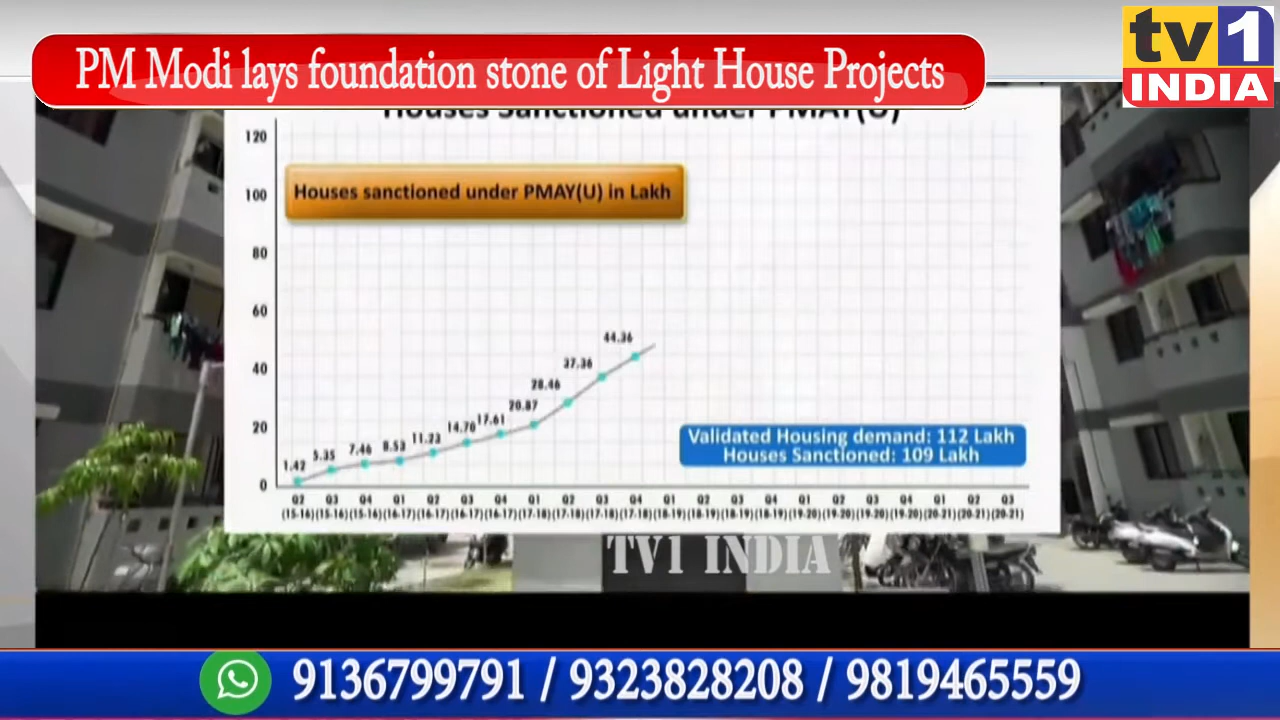 PM Modi lays foundation stone of Light House Projects
tv1
INDIA
Houses Sanctioned under PMAY(U)
120
Houses sanctioned under PMAY(U) in Lakh
100
80
60
40
20
0
1.42
5.35
7.46
8.53
11.23
14.70
17.61
20.87
28.46
37.36
44.36
Validated Housing demand: 112 Lakh
Houses Sanctioned: 109 Lakh
Q2 Q3 Q4 Q1 Q2 Q3 Q4 Q1 Q2 Q3 Q4 Q1 Q2 Q3 Q4 Q1 Q2 Q3 Q4 Q1 Q2 Q3
(15-16) (15-16) (15-16) (16-17) (16-17) (16-17) (16-17) (17-18) (17-18) (17-18) (17-18) (18-19) (18-19) (18-19) (18-19) (19-20) (19-20) (19-20) (19-20) (20-21) (20-21) (20-21)
TV1 INDIA
9136799791 / 9323828208 / 9819465559